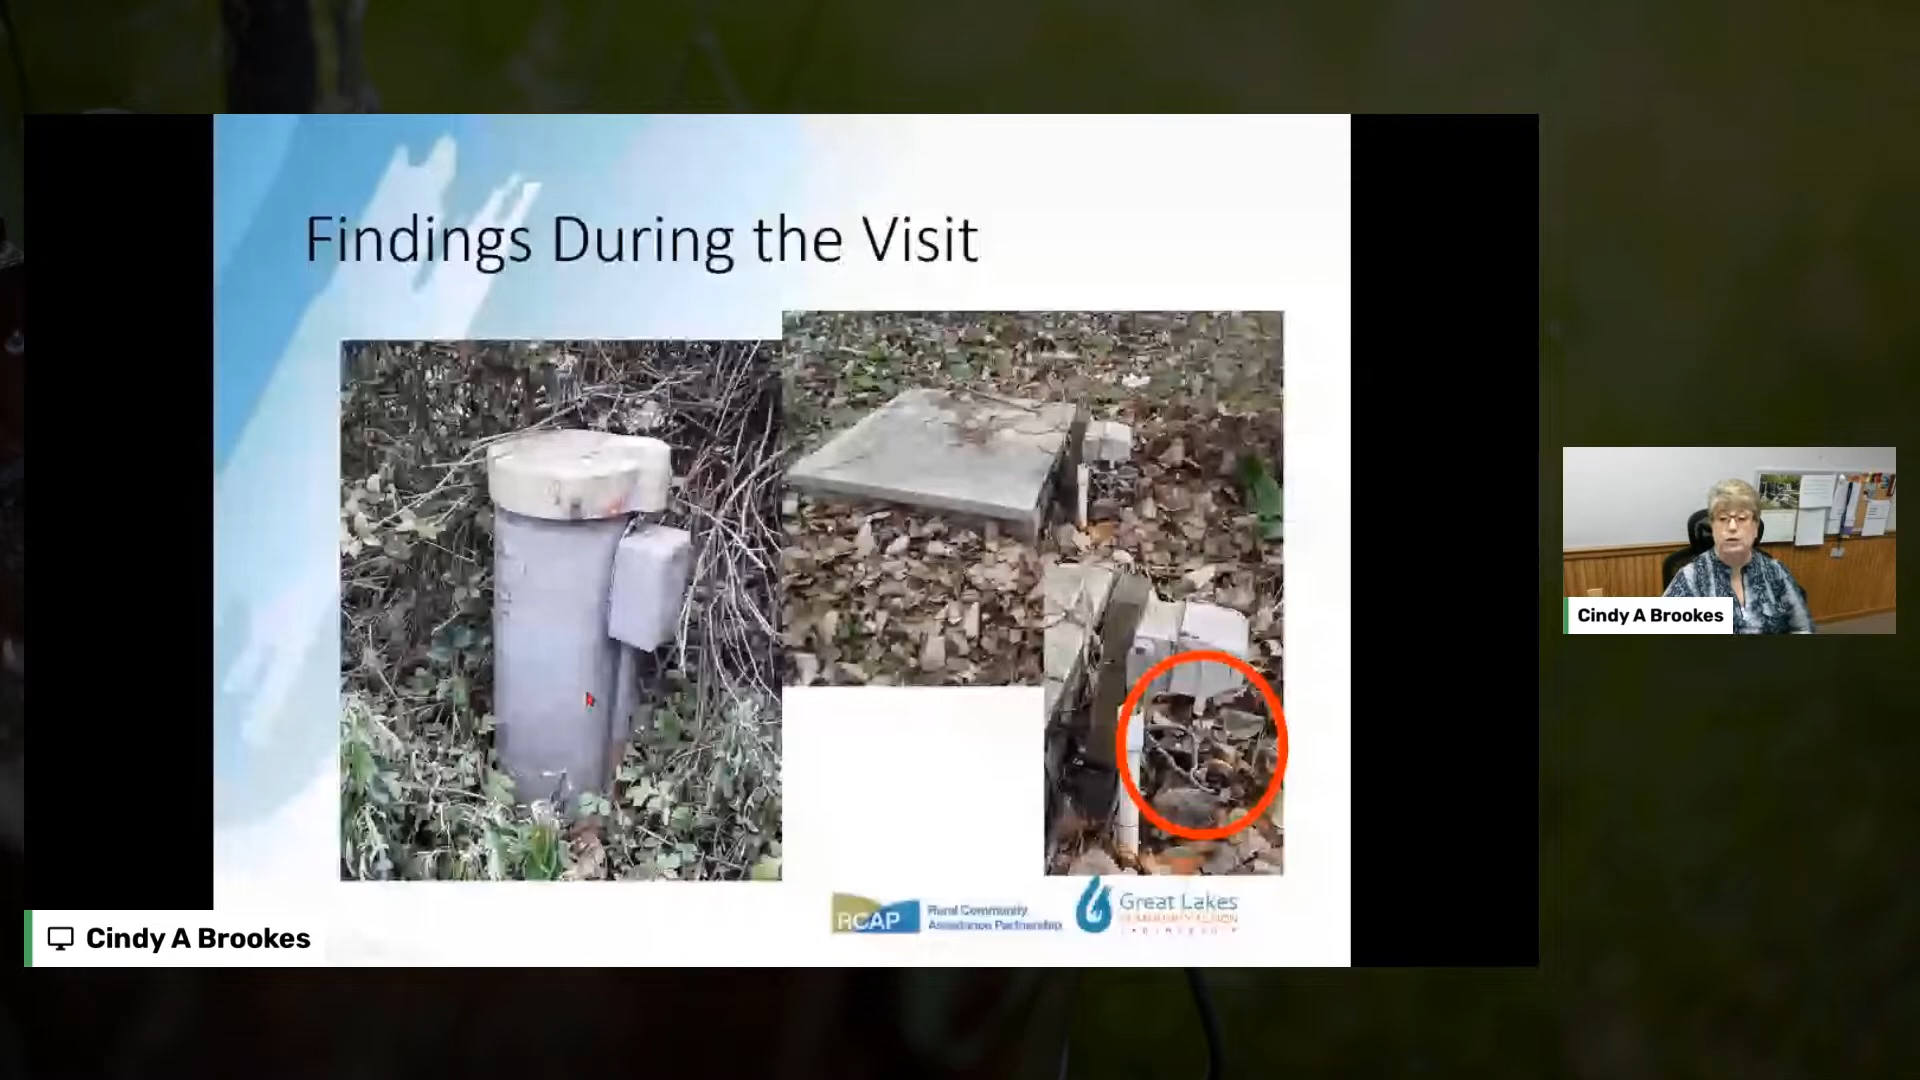 Findings During the Visit
RCAP
Rural Community
Assistance Partnership
Great Lakes
Cindy A Brookes
Cindy A Brookes